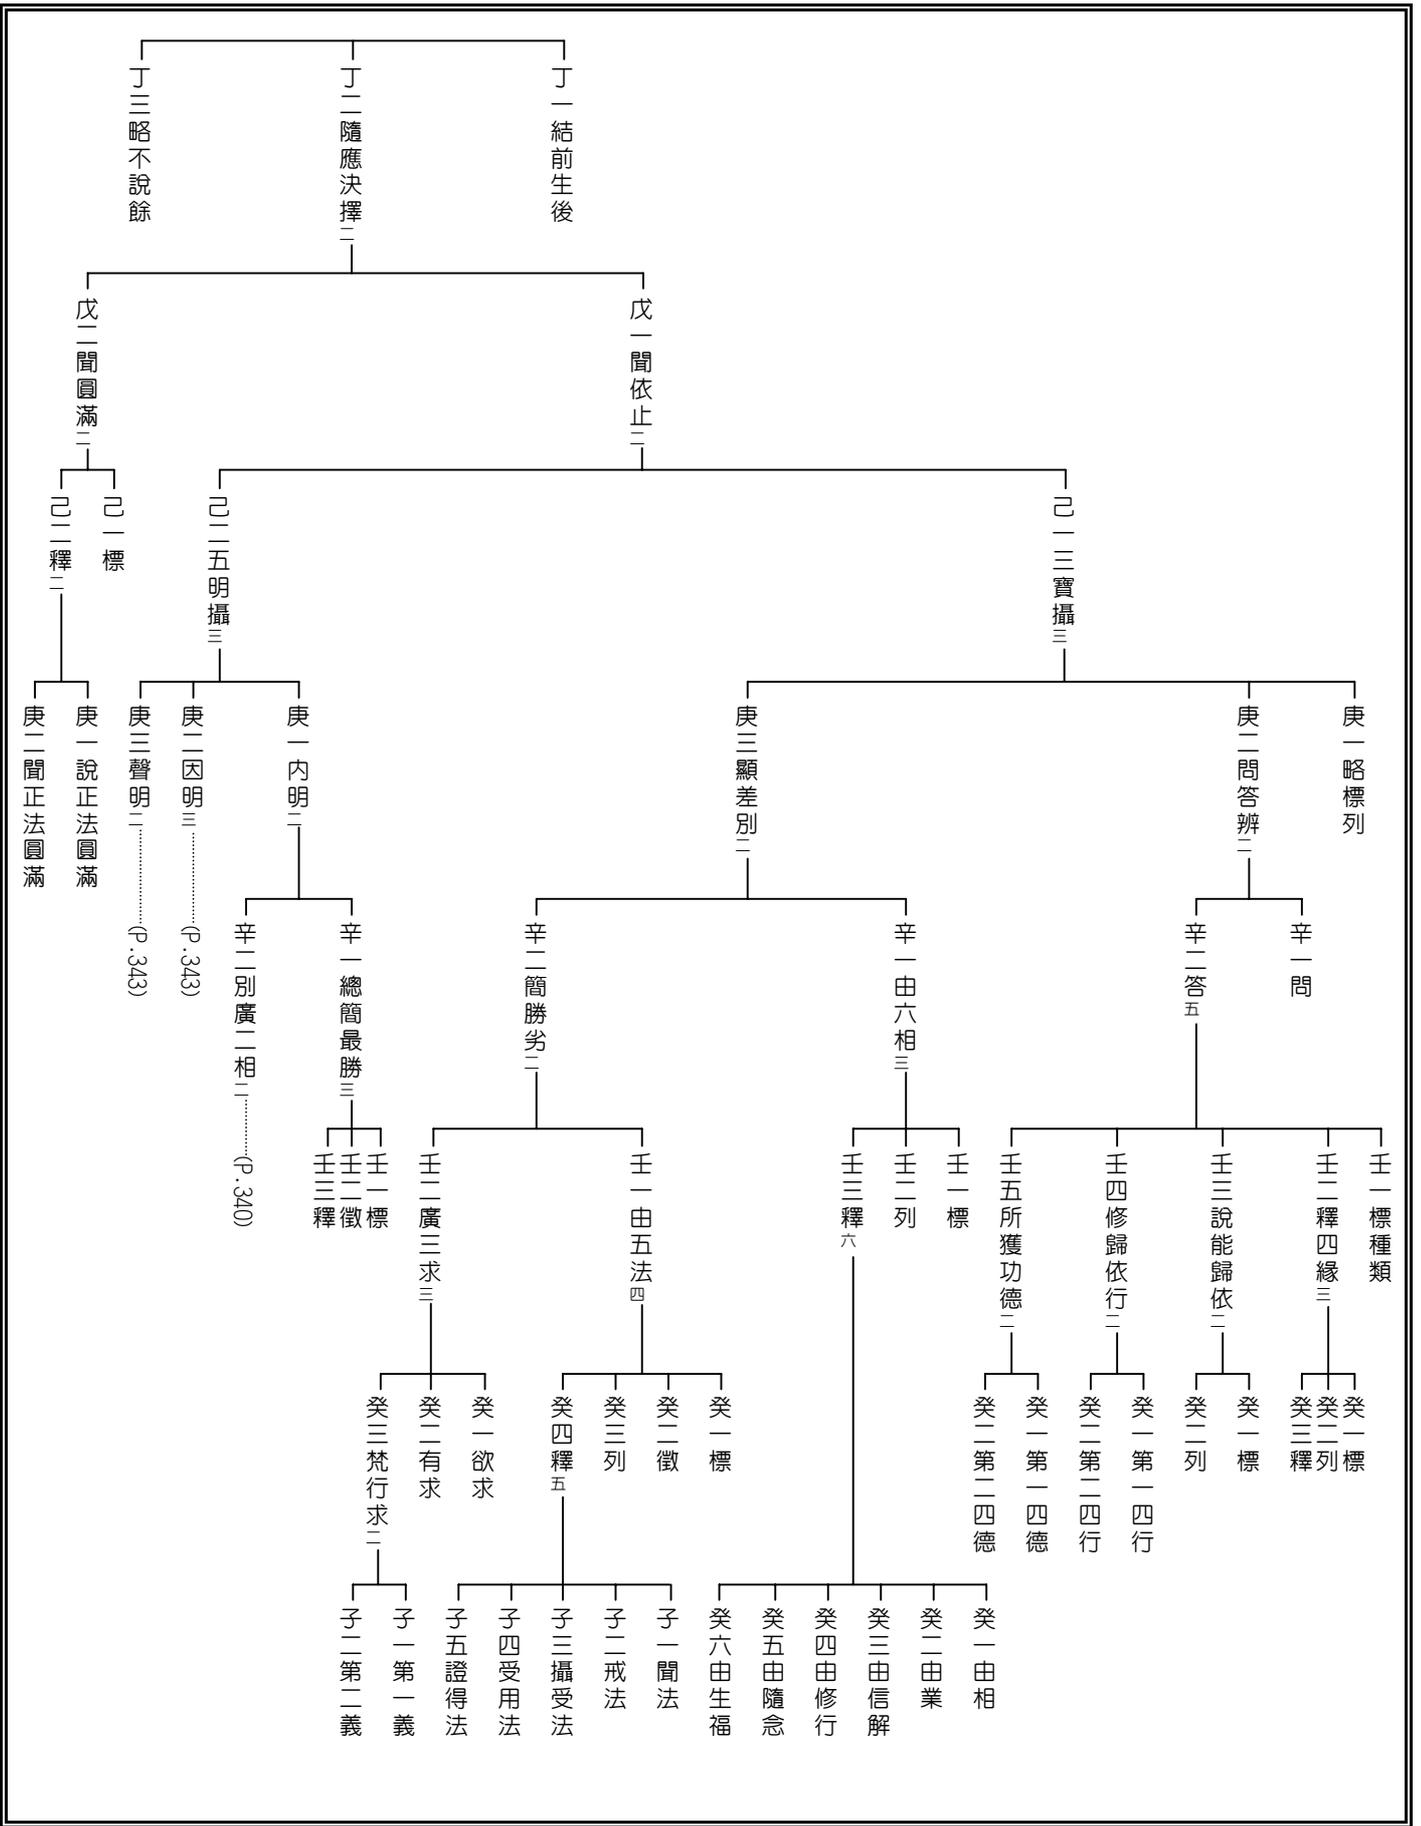 丁一結前生後
丁二隨應決擇二
丁三略不說餘
戊一聞依止二
戊二聞圓滿二
己一三寶攝三
己二五明攝三
己一標
己二釋二
庚一略標列
庚二問答辨二
庚三顯差別二
庚一內明二
庚二因明三(P.343)
庚三聲明二(P.343)
庚一說正法圓滿
庚二聞正法圓滿
辛一問
辛二答五
辛一由六相三
辛二簡勝劣二
辛一總簡最勝三
辛二別廣二相二(P.340)
壬一標種類
壬二釋四緣三
壬三說能歸依二
壬四修歸依行二
壬五所獲功德二
壬一標
壬二列
壬三釋六
壬一由五法四
壬二廣三求三
壬一標
壬二徵
壬三釋
癸一標
癸二列
癸三釋
癸一標
癸二列
癸一第一四行
癸二第二四行
癸一第一四德
癸二第二四德
癸一標
癸二徵
癸三列
癸四釋五
癸一欲求
癸二有求
癸三梵行求二
癸一由相
癸二由業
癸三由信解
癸四由修行
癸五由隨念
癸六由生福
子一聞法
子二戒法
子三攝受法
子四受用法
子五證得法
子一第一義
子二第二義